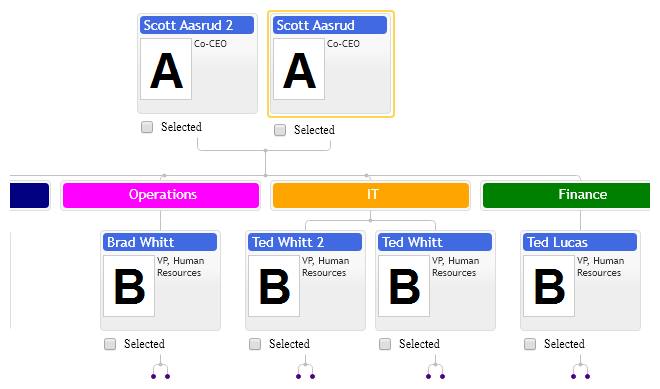 Scott Aasrud 2
Co-CEO
A
Selected
Scott Aasrud
Co-CEO
A
Selected
Operations
IT
Finance
Brad Whitt
VP, Human
Resources
B
Selected
Ted Whitt 2
VP, Human
Resources
B
Selected
Ted Whitt
VP, Human
Resources
B
Selected
Ted Lucas
VP, Human
Resources
B
Selected